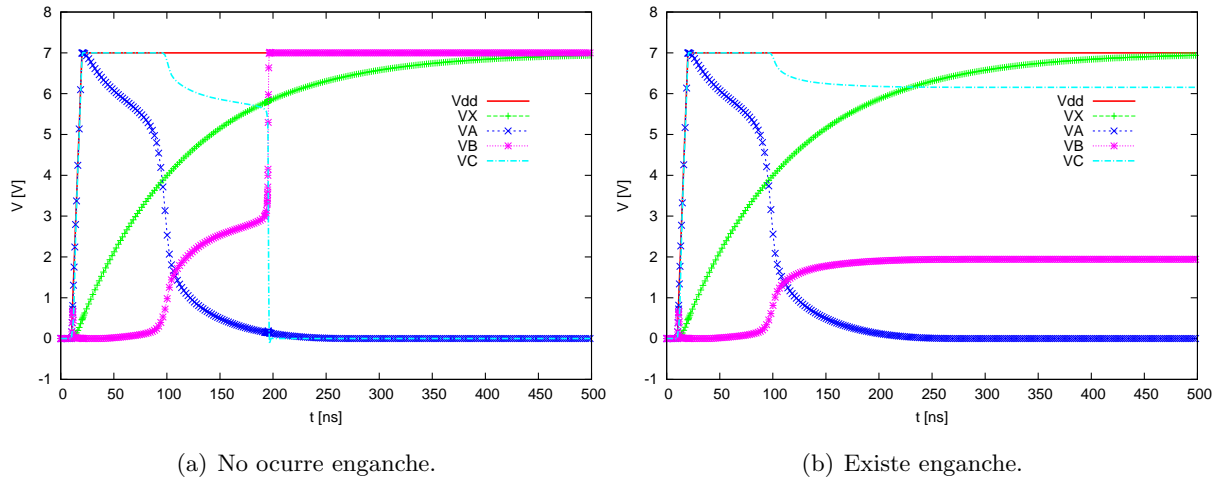 8
7
6
5
4
3
2
1
0
-1
V [V]
0 50 100 150 200 250 300 350 400 450 500
t [ns]
Vdd
VX
VA
VB
VC
(a) No ocurre enganche.
8
7
6
5
4
3
2
1
0
-1
V [V]
0 50 100 150 200 250 300 350 400 450 500
t [ns]
Vdd
VX
VA
VB
VC
(b) Existe enganche.